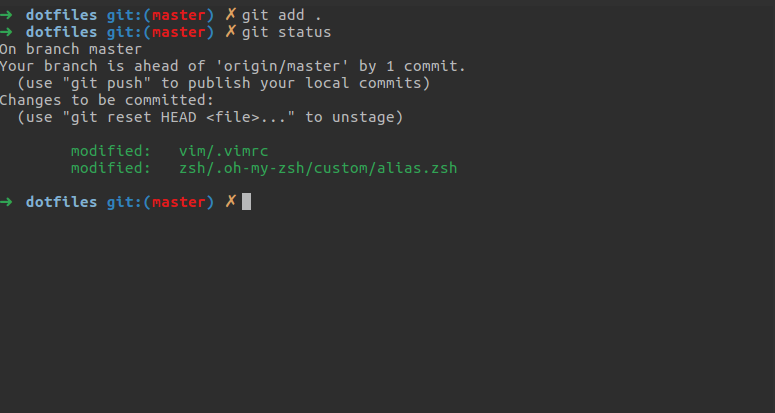 ➜  dotfiles git:(master) ✗ git add .
➜  dotfiles git:(master) ✗ git status
On branch master
Your branch is ahead of 'origin/master' by 1 commit.
  (use "git push" to publish your local commits)
Changes to be committed:
  (use "git reset HEAD <file>..." to unstage)
        modified:   vim/.vimrc
        modified:   zsh/.oh-my-zsh/custom/alias.zsh
➜  dotfiles git:(master) ✗